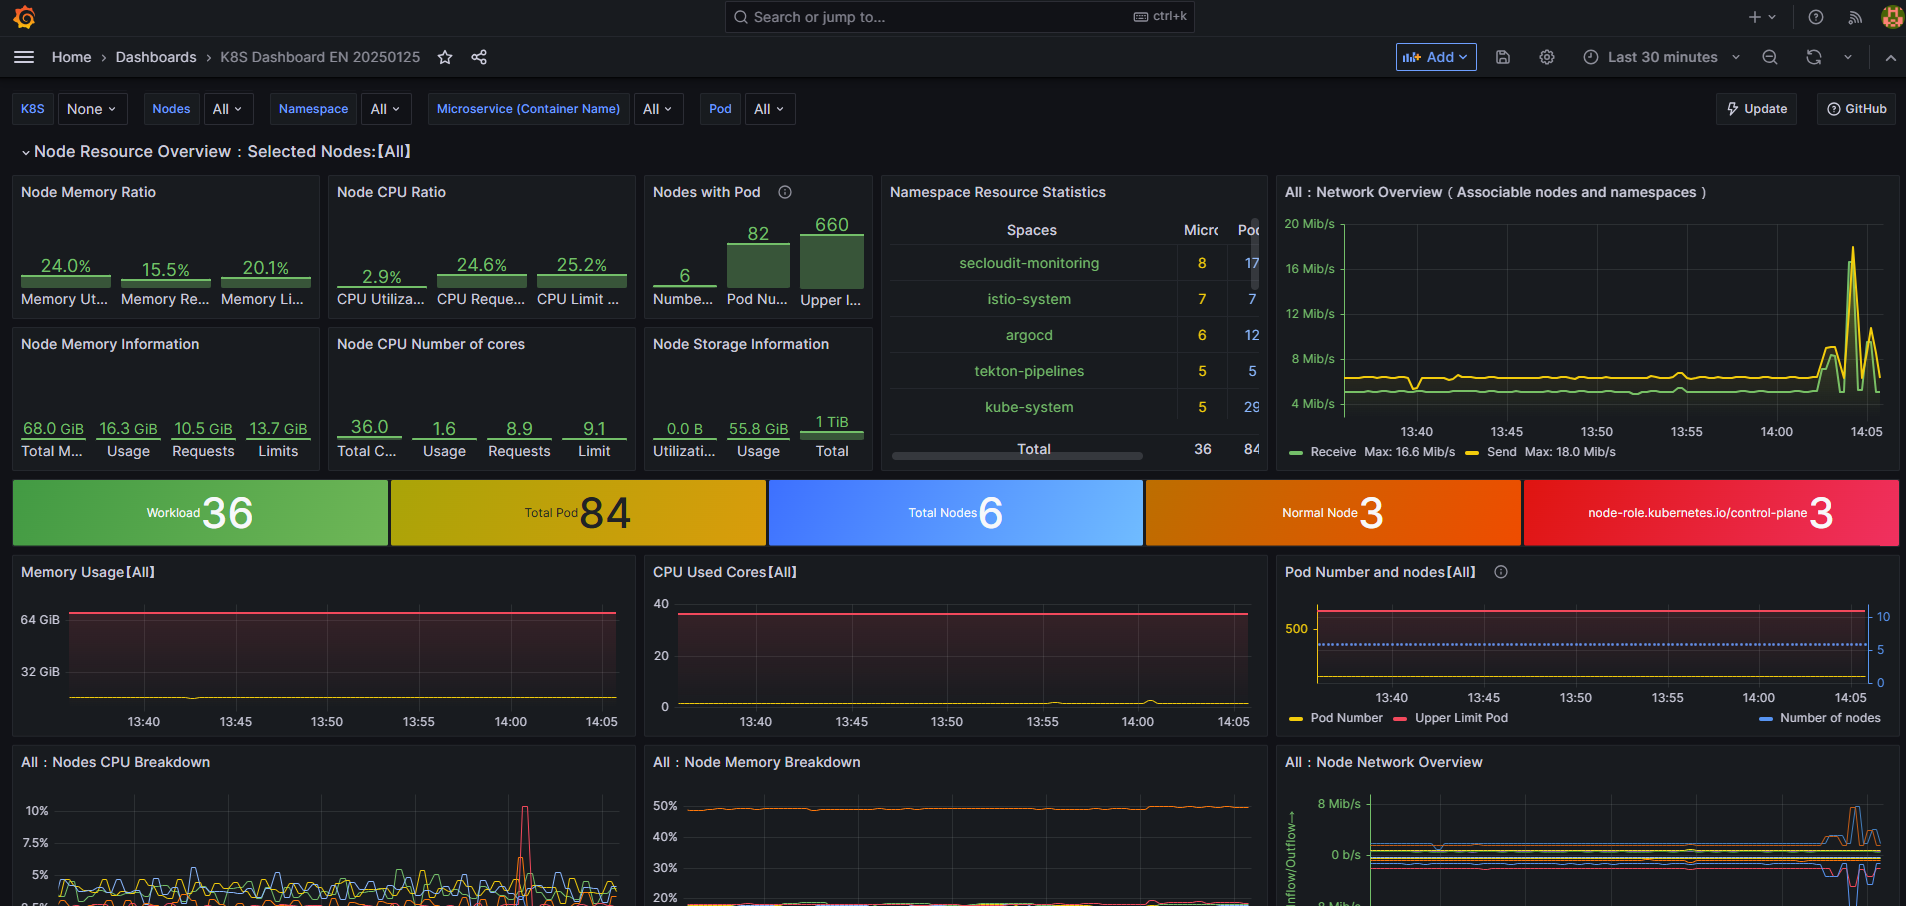 Search or jump to...
ctrl+k
Home › Dashboards › K8S Dashboard EN 20250125
Add
Last 30 minutes
K8S None
Nodes All
Namespace All
Microservice (Container Name) All
Pod All
Update
GitHub
Node Resource Overview：Selected Nodes:【All】
Node Memory Ratio
24.0% 15.5% 20.1%
Memory Ut... Memory Re... Memory Li...
Node CPU Ratio
2.9% 24.6% 25.2%
CPU Utiliza... CPU Reque... CPU Limit ...
Nodes with Pod
6 82 660
Numbe... Pod Nu... Upper l...
Node Memory Information
68.0 GiB 16.3 GiB 10.5 GiB 13.7 GiB
Total M... Usage Requests Limits
Node CPU Number of cores
36.0 1.6 8.9 9.1
Total C... Usage Requests Limit
Node Storage Information
0.0 B 55.8 GiB 1 TiB
Utilizati... Usage Total
Namespace Resource Statistics
Spaces Micro Poc
secloudit-monitoring 8 17
istio-system 7 7
argocd 6 12
tekton-pipelines 5 5
kube-system 5 29
Total 36 84
All：Network Overview（Associable nodes and namespaces）
20 Mib/s
16 Mib/s
12 Mib/s
8 Mib/s
4 Mib/s
13:40 13:45 13:50 13:55 14:00 14:05
Receive Max: 16.6 Mib/s Send Max: 18.0 Mib/s
Workload 36
Total Pod 84
Total Nodes 6
Normal Node 3
node-role.kubernetes.io/control-plane 3
Memory Usage【All】
64 GiB
32 GiB
13:40 13:45 13:50 13:55 14:00 14:05
CPU Used Cores【All】
40
20
0
13:40 13:45 13:50 13:55 14:00 14:05
Pod Number and nodes【All】
500
10
5
0
13:40 13:45 13:50 13:55 14:00 14:05
Pod Number Upper Limit Pod Number of nodes
All：Nodes CPU Breakdown
10%
7.5%
5%
2.5%
All：Node Memory Breakdown
50%
40%
30%
20%
All：Node Network Overview
Inflow/Outflow→
8 Mib/s
0 b/s
8 Mib/s